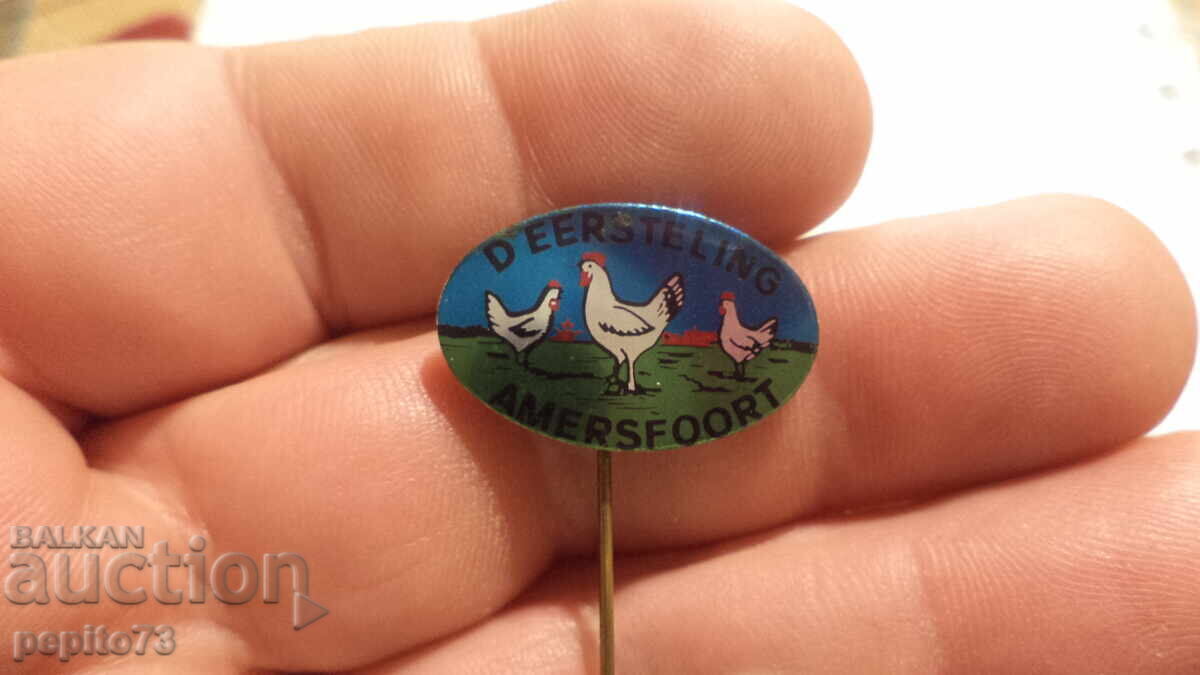 D'EERSTELING
AMERSFOORT
BALKAN
auction
pepito73